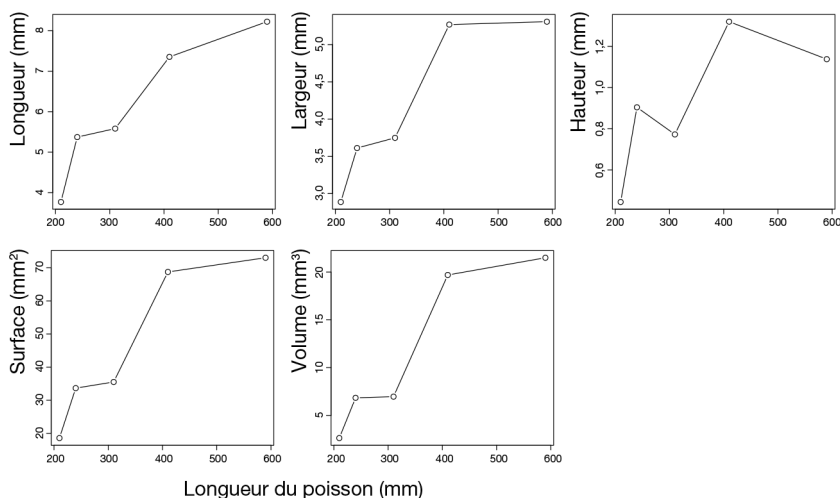 Longueur (mm)
8
7
6
5
4
200 300 400 500 600
Largeur (mm)
5,0
4,5
4,0
3,5
3,0
200 300 400 500 600
Hauteur (mm)
1,2
1,0
0,8
0,6
200 300 400 500 600
Surface (mm²)
70
60
50
40
30
20
200 300 400 500 600
Volume (mm³)
20
15
10
5
200 300 400 500 600
Longueur du poisson (mm)